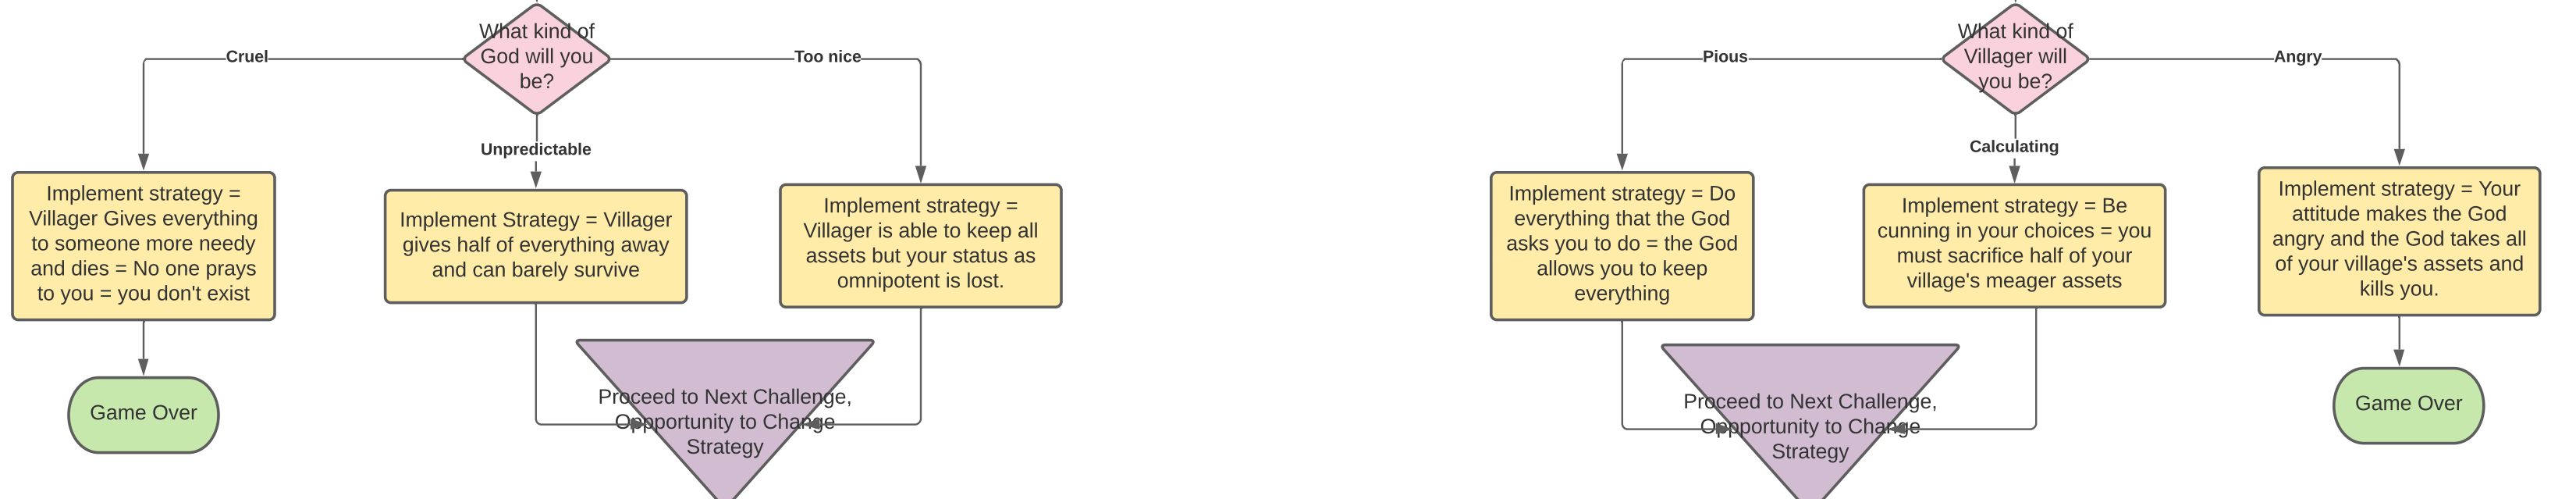 What kind of
God will you
be?
Cruel
Too nice
Unpredictable
Implement strategy =
Villager Gives everything
to someone more needy
and dies = No one prays
to you = you don't exist
Implement Strategy = Villager
gives half of everything away
and can barely survive
Implement strategy =
Villager is able to keep all
assets but your status as
omnipotent is lost.
Game Over
Proceed to Next Challenge,
Oppportunity to Change
Strategy
What kind of
Villager will
you be?
Pious
Angry
Calculating
Implement strategy = Do
everything that the God
asks you to do = the God
allows you to keep
everything
Implement strategy = Be
cunning in your choices = you
must sacrifice half of your
village's meager assets
Implement strategy = Your
attitude makes the God
angry and the God takes all
of your village's assets and
kills you.
Proceed to Next Challenge,
Oppportunity to Change
Strategy
Game Over